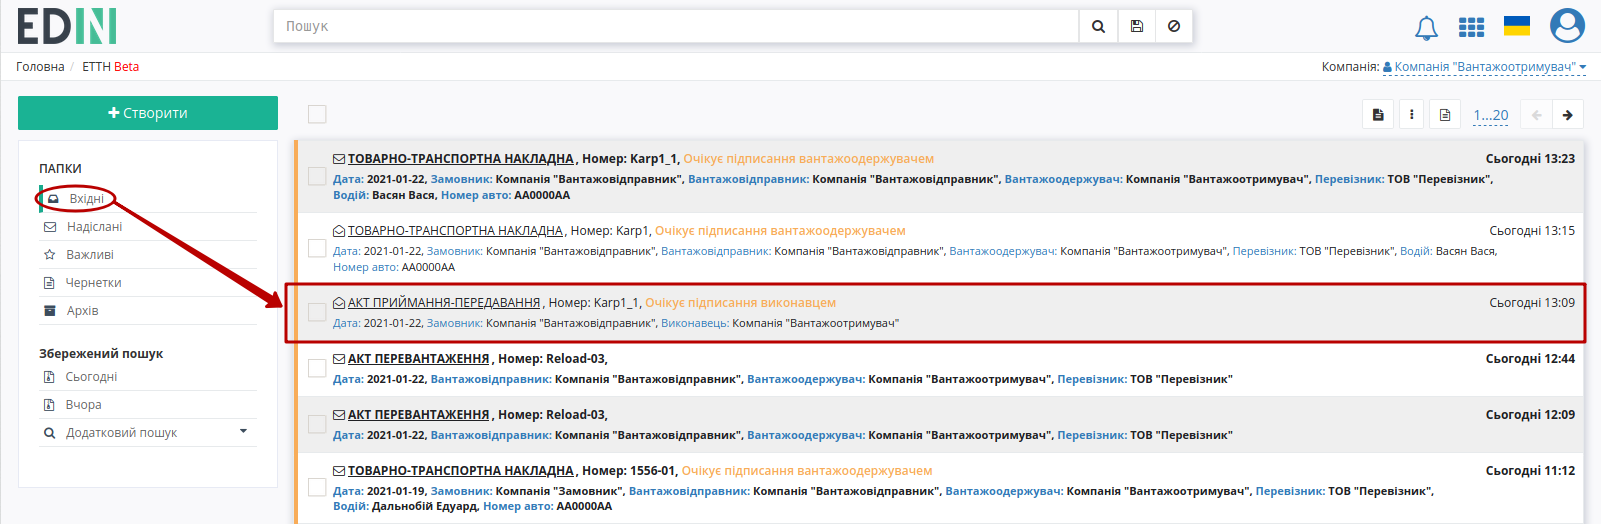 EDIN
Пошук
Головна / ЕТТН Beta
Компанія: Компанія "Вантажоотримувач"
Створити
1...20
ПАПКИ
Вхідні
Надіслані
Важливі
Чернетки
Архів
Збережений пошук
Сьогодні
Вчора
Додатковий пошук
ТОВАРНО-ТРАНСПОРТНА НАКЛАДНА , Номер: Karp1_1, Очікує підписання вантажоодержувачем Сьогодні 13:23
Дата: 2021-01-22, Замовник: Компанія "Вантажовідправник", Вантажовідправник: Компанія "Вантажовідправник", Вантажоодержувач: Компанія "Вантажоотримувач", Перевізник: ТОВ "Перевізник",
Водій: Васян Вася, Номер авто: АА0000АА
ТОВАРНО-ТРАНСПОРТНА НАКЛАДНА , Номер: Karp1, Очікує підписання вантажоодержувачем Сьогодні 13:15
Дата: 2021-01-22, Замовник: Компанія "Вантажовідправник", Вантажовідправник: Компанія "Вантажовідправник", Вантажоодержувач: Компанія "Вантажоотримувач", Перевізник: ТОВ "Перевізник", Водій: Васян Вася,
Номер авто: АА0000АА
АКТ ПРИЙМАННЯ-ПЕРЕДАВАННЯ , Номер: Karp1_1, Очікує підписання виконавцем Сьогодні 13:09
Дата: 2021-01-22, Замовник: Компанія "Вантажовідправник", Виконавець: Компанія "Вантажоотримувач"
АКТ ПЕРЕВАНТАЖЕННЯ , Номер: Reload-03, Сьогодні 12:44
Дата: 2021-01-22, Вантажовідправник: Компанія "Вантажовідправник", Вантажоодержувач: Компанія "Вантажоотримувач", Перевізник: ТОВ "Перевізник"
АКТ ПЕРЕВАНТАЖЕННЯ , Номер: Reload-03, Сьогодні 12:09
Дата: 2021-01-22, Вантажовідправник: Компанія "Вантажовідправник", Вантажоодержувач: Компанія "Вантажоотримувач", Перевізник: ТОВ "Перевізник"
ТОВАРНО-ТРАНСПОРТНА НАКЛАДНА , Номер: 1556-01, Очікує підписання вантажоодержувачем Сьогодні 11:12
Дата: 2021-01-19, Замовник: Компанія "Замовник", Вантажовідправник: Компанія "Вантажовідправник", Вантажоодержувач: Компанія "Вантажоотримувач", Перевізник: ТОВ "Перевізник",
Водій: Дальнобій Едуард, Номер авто: АА0000АА